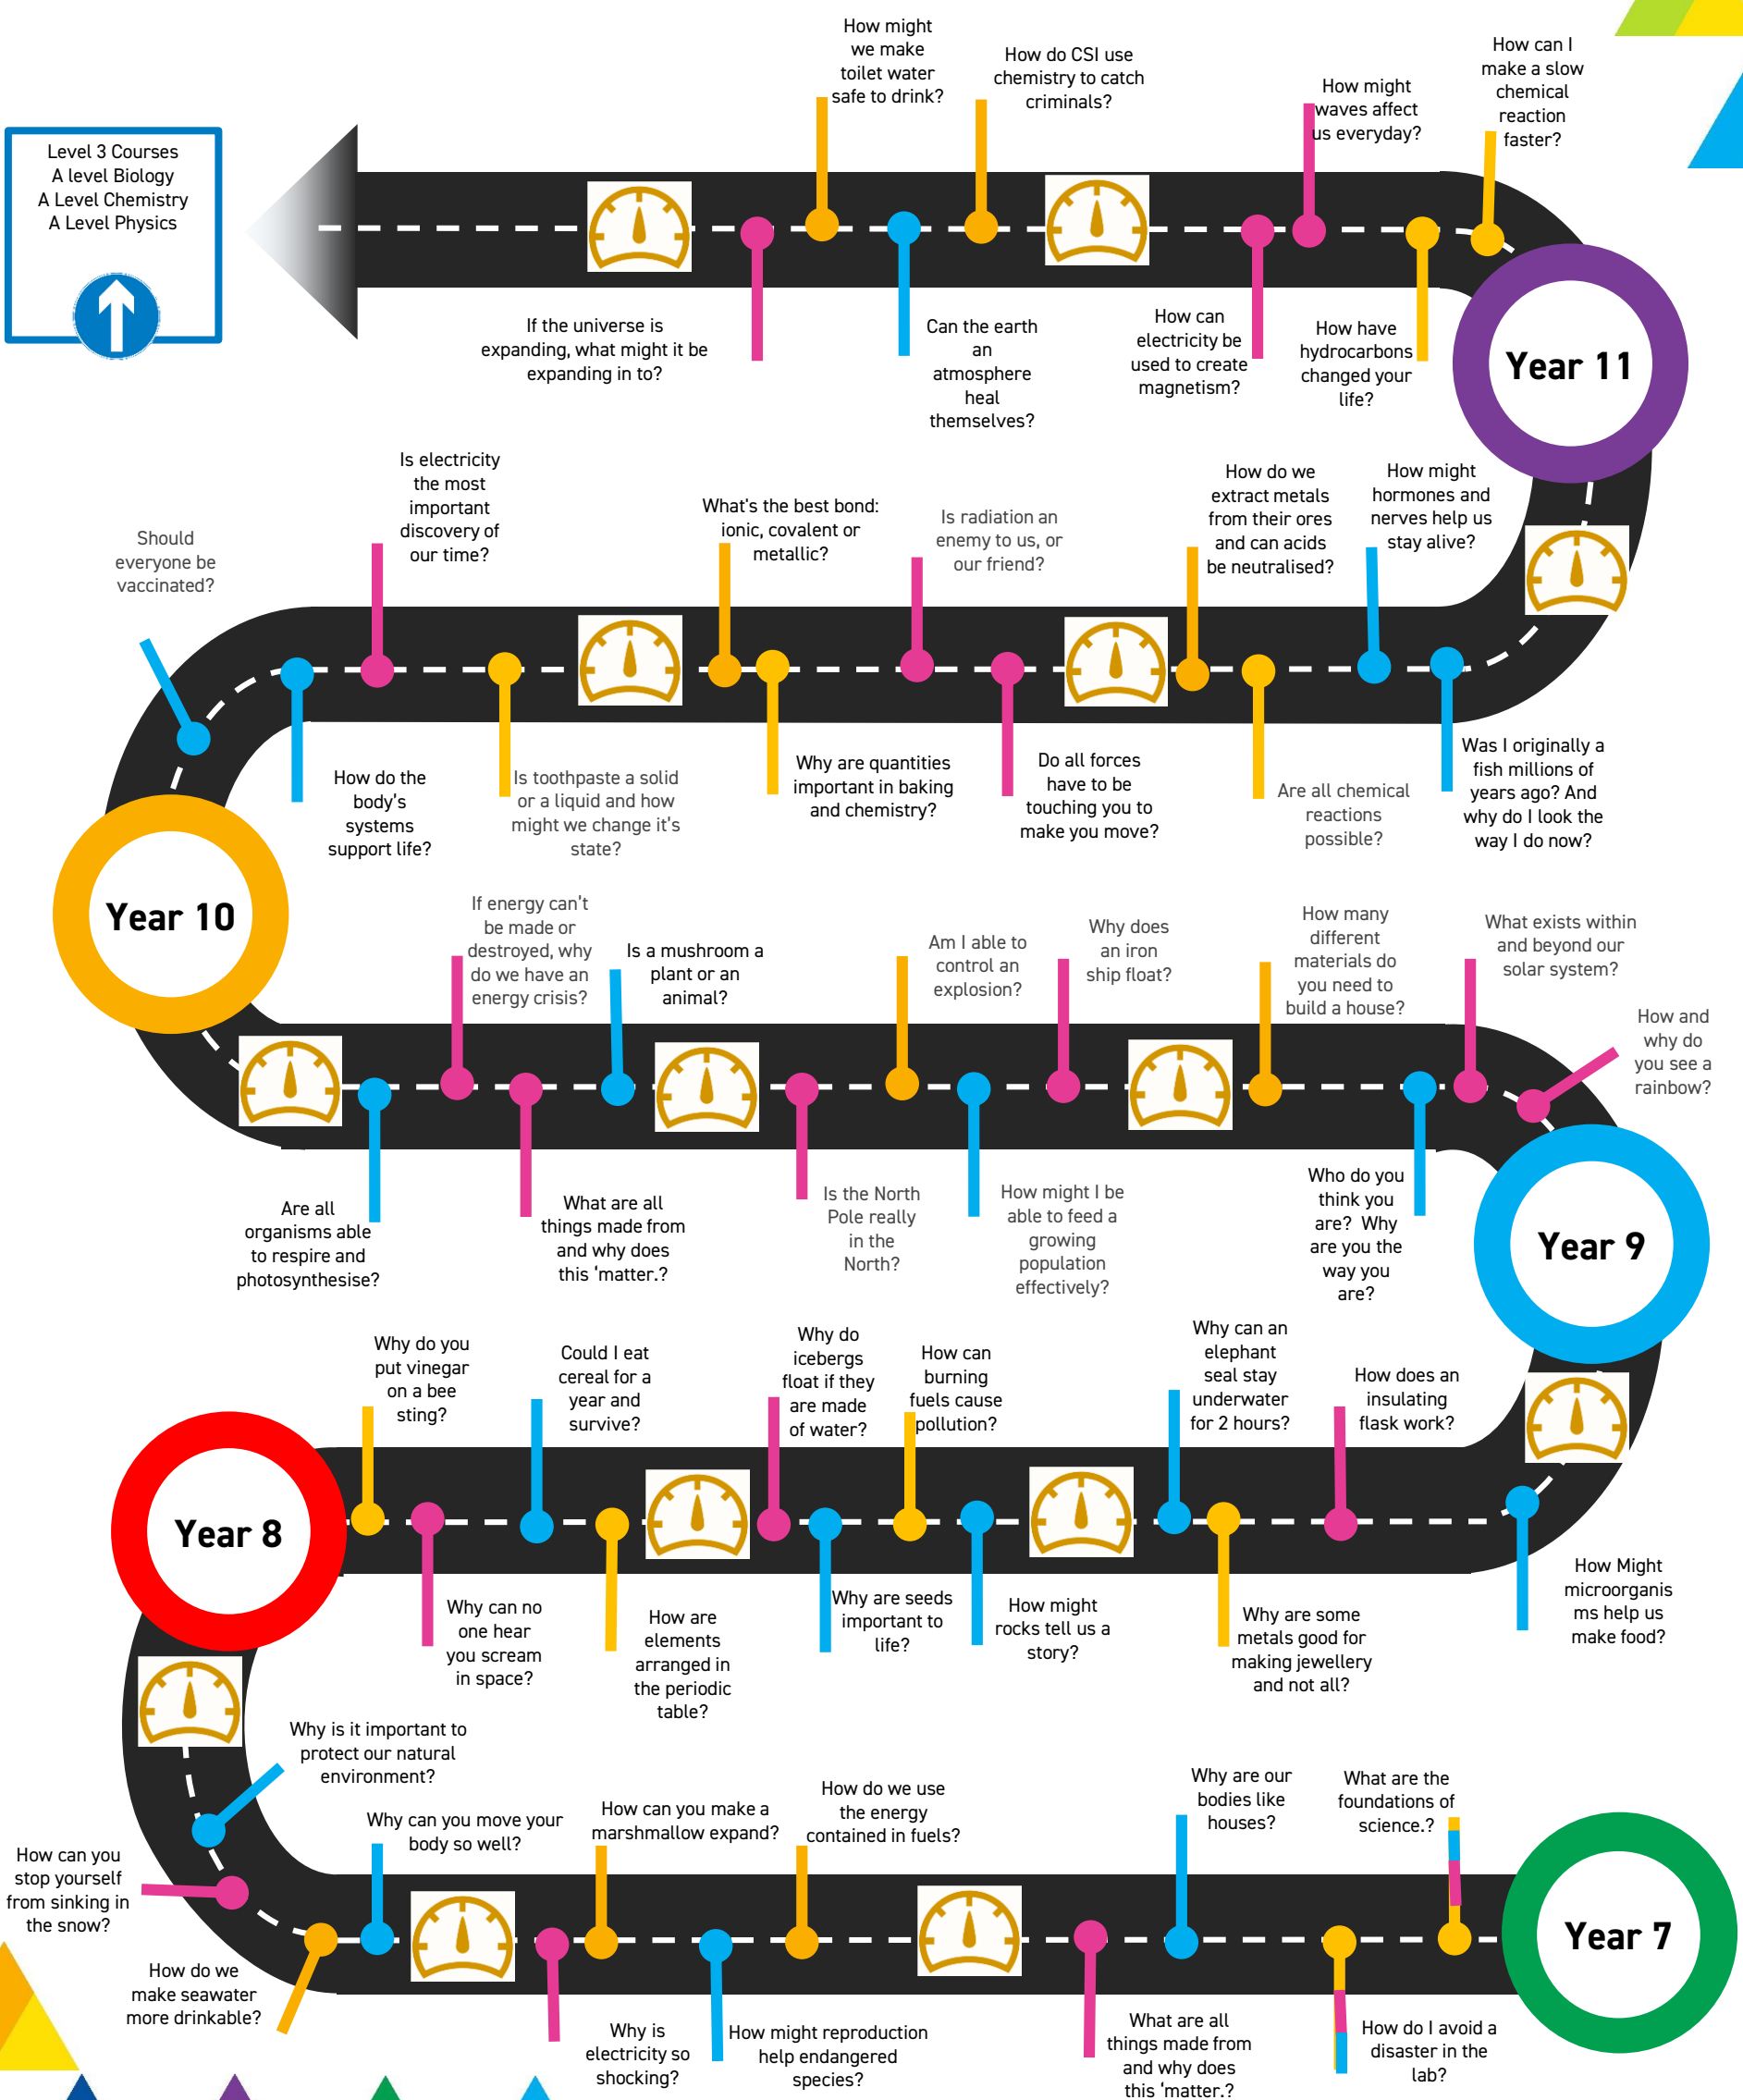 How might
we make
toilet water
safe to drink?
How do CSI use
chemistry to catch
criminals?
How might
waves affect
us everyday?
How can I
make a slow
chemical
reaction
faster?
Level 3 Courses
A level Biology
A Level Chemistry
A Level Physics
If the universe is
expanding, what might it be
expanding in to?
Can the earth
an
atmosphere
heal
themselves?
How can
electricity be
used to create
magnetism?
How have
hydrocarbons
changed your
life?
Year 11
Should
everyone be
vaccinated?
Is electricity
the most
important
discovery of
our time?
What's the best bond:
ionic, covalent or
metallic?
Is radiation an
enemy to us, or
our friend?
How do we
extract metals
from their ores
and can acids
be neutralised?
How might
hormones and
nerves help us
stay alive?
How do the
body's
systems
support life?
Is toothpaste a solid
or a liquid and how
might we change it's
state?
Why are quantities
important in baking
and chemistry?
Do all forces
have to be
touching you to
make you move?
Are all chemical
reactions
possible?
Was I originally a
fish millions of
years ago? And
why do I look the
way I do now?
Year 10
If energy can't
be made or
destroyed, why
do we have an
energy crisis?
Is a mushroom a
plant or an
animal?
Am I able to
control an
explosion?
Why does
an iron
ship float?
How many
different
materials do
you need to
build a house?
What exists within
and beyond our
solar system?
How and
why do
you see a
rainbow?
Are all
organisms able
to respire and
photosynthesise?
What are all
things made from
and why does
this ‘matter.?
Is the North
Pole really
in the
North?
How might I be
able to feed a
growing
population
effectively?
Who do you
think you
are? Why
are you the
way you
are?
Year 9
Why do you
put vinegar
on a bee
sting?
Could I eat
cereal for a
year and
survive?
Why do
icebergs
float if they
are made
of water?
How can
burning
fuels cause
pollution?
Why can an
elephant
seal stay
underwater
for 2 hours?
How does an
insulating
flask work?
Year 8
Why can no
one hear
you scream
in space?
How are
elements
arranged in
the periodic
table?
Why are seeds
important to
life?
How might
rocks tell us a
story?
Why are some
metals good for
making jewellery
and not all?
How Might
microorganis
ms help us
make food?
Why is it important to
protect our natural
environment?
Why can you move your
body so well?
How can you make a
marshmallow expand?
How do we use
the energy
contained in fuels?
Why are our
bodies like
houses?
What are the
foundations of
science.?
How can you
stop yourself
from sinking in
the snow?
Year 7
How do we
make seawater
more drinkable?
Why is
electricity so
shocking?
How might reproduction
help endangered
species?
What are all
things made from
and why does
this ‘matter.?
How do I avoid a
disaster in the
lab?